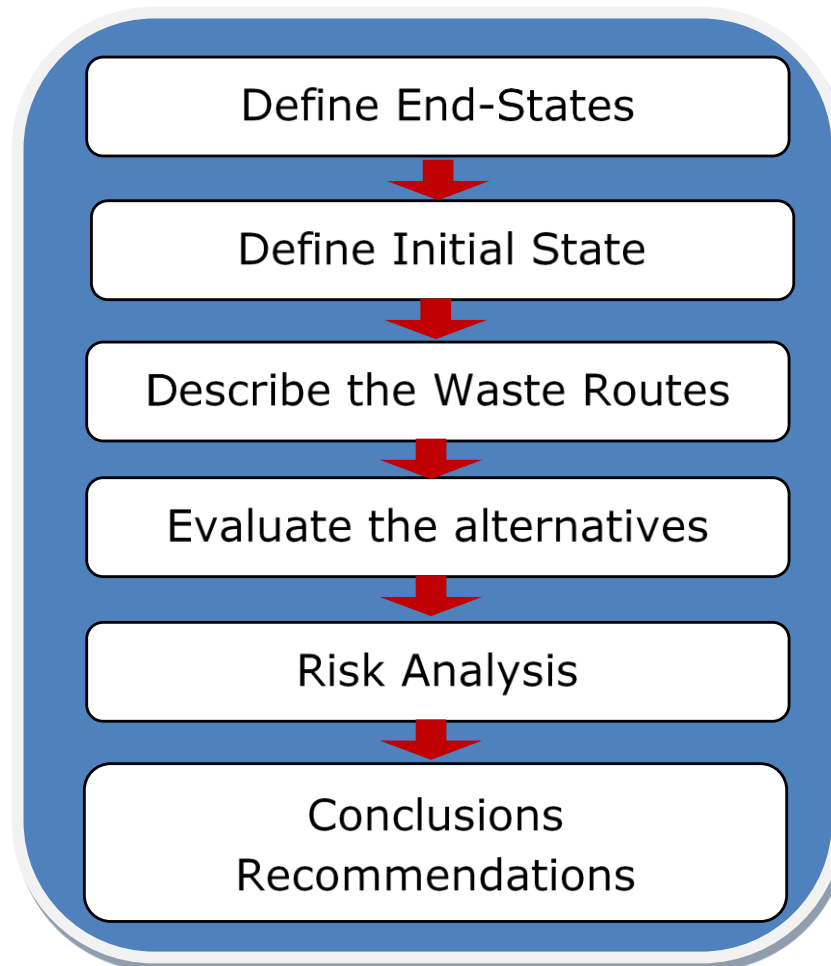 Define End-States
Define Initial State
Describe the Waste Routes
Evaluate the alternatives
Risk Analysis
Conclusions
Recommendations